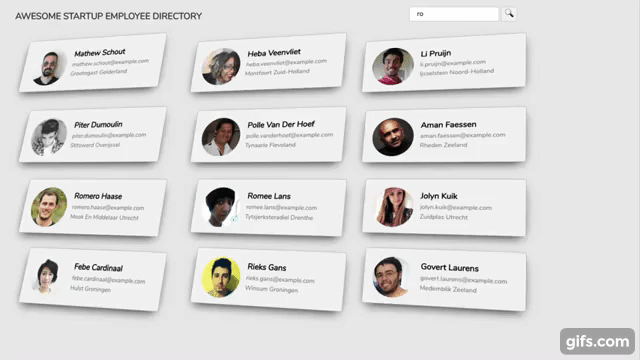 AWESOME STARTUP EMPLOYEE DIRECTORY
ro
Mathew Schout
mathew.schout@example.com
Grootegast Gelderland
Heba Veenvliet
heba.veenvliet@example.com
Montfoort Zuid-Holland
Li Pruijn
li.pruijn@example.com
Ijsselstein Noord-Holland
Piter Dumoulin
piter.dumoulin@example.com
Stitswerd Overijssel
Polle Van Der Hoef
polle.vanderhoef@example.com
Tynaarle Flevoland
Aman Faessen
aman.faessen@example.com
Rheden Zeeland
Romero Haase
romero.haase@example.com
Mook En Middelaar Utrecht
Romee Lans
romee.lans@example.com
Tytsjerksteradiel Drenthe
Jolyn Kuik
jolyn.kuik@example.com
Zuidplas Utrecht
Febe Cardinaal
febe.cardinaal@example.com
Hulst Groningen
Rieks Gans
rieks.gans@example.com
Winsum Groningen
Govert Laurens
govert.laurens@example.com
Medemblik Zeeland
gifs.com